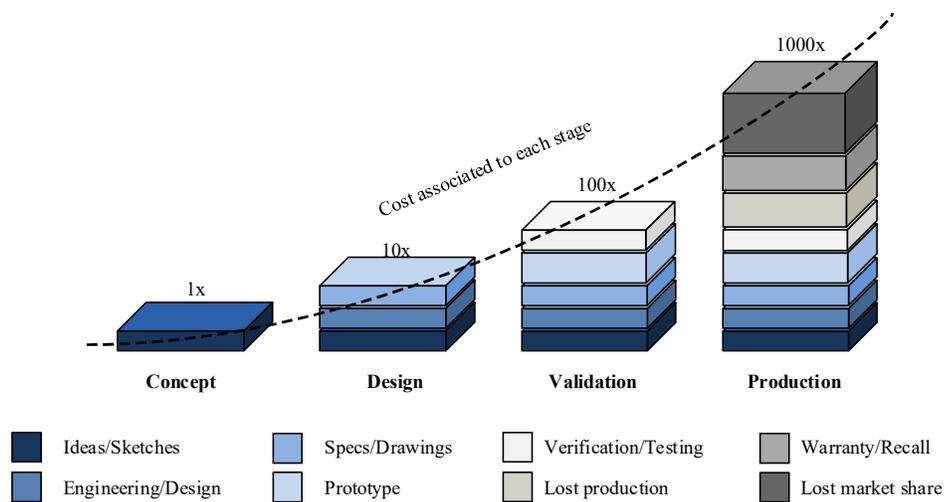 1000x
Cost associated to each stage
100x
10x
1x
Concept
Design
Validation
Production
Ideas/Sketches
Specs/Drawings
Verification/Testing
Warranty/Recall
Engineering/Design
Prototype
Lost production
Lost market share